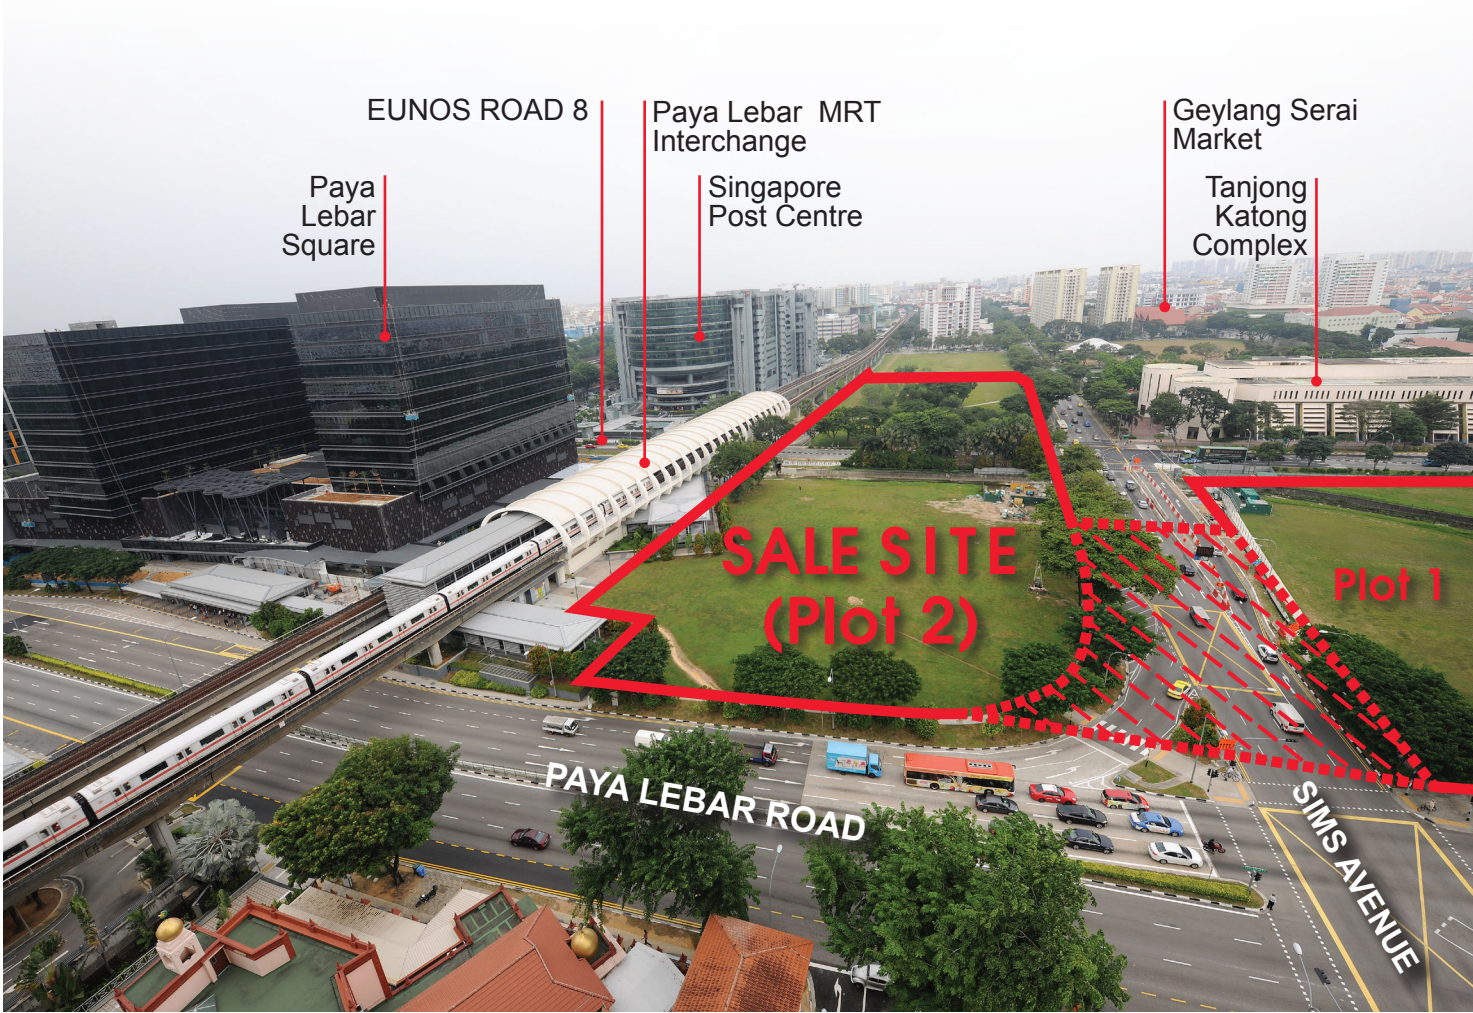 EUNOS ROAD 8
Paya Lebar MRT
Interchange
Geylang Serai
Market
Paya
Lebar
Square
Singapore
Post Centre
Tanjong
Katong
Complex
SALE SITE
(Plot 2)
Plot 1
PAYA LEBAR ROAD
SIMS AVENUE